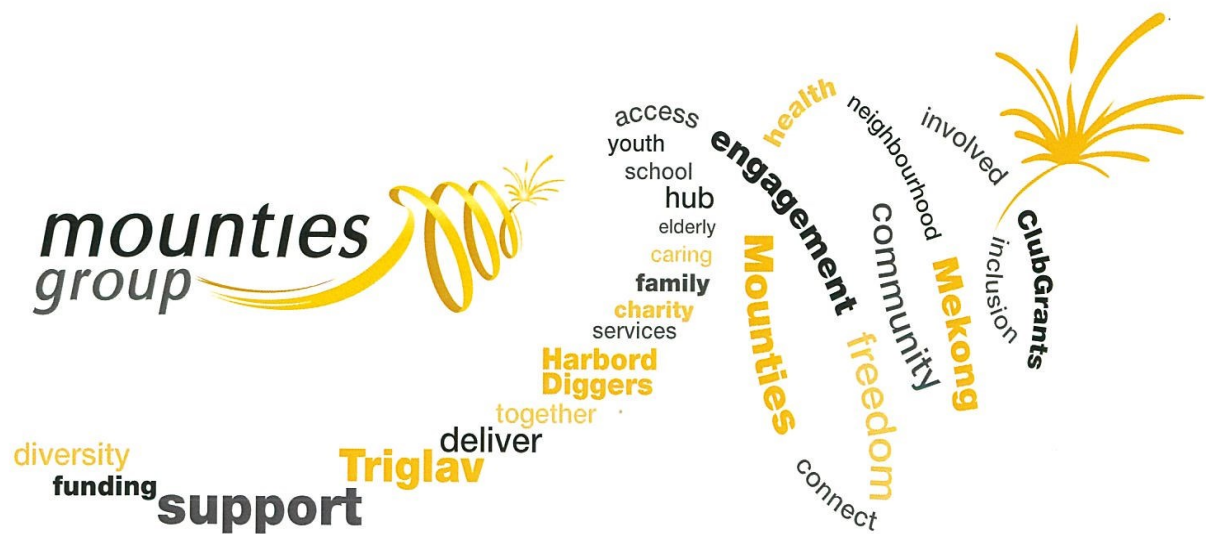 mounties
group
access
youth
school
hub
elderly
caring
family
charity
services
Harbord
Diggers
together
deliver
Triglav
support
funding
diversity
engagement
health
neighbourhood
involved
Mounties
freedom
community
Mekong
inclusion
ClubGrants
connect